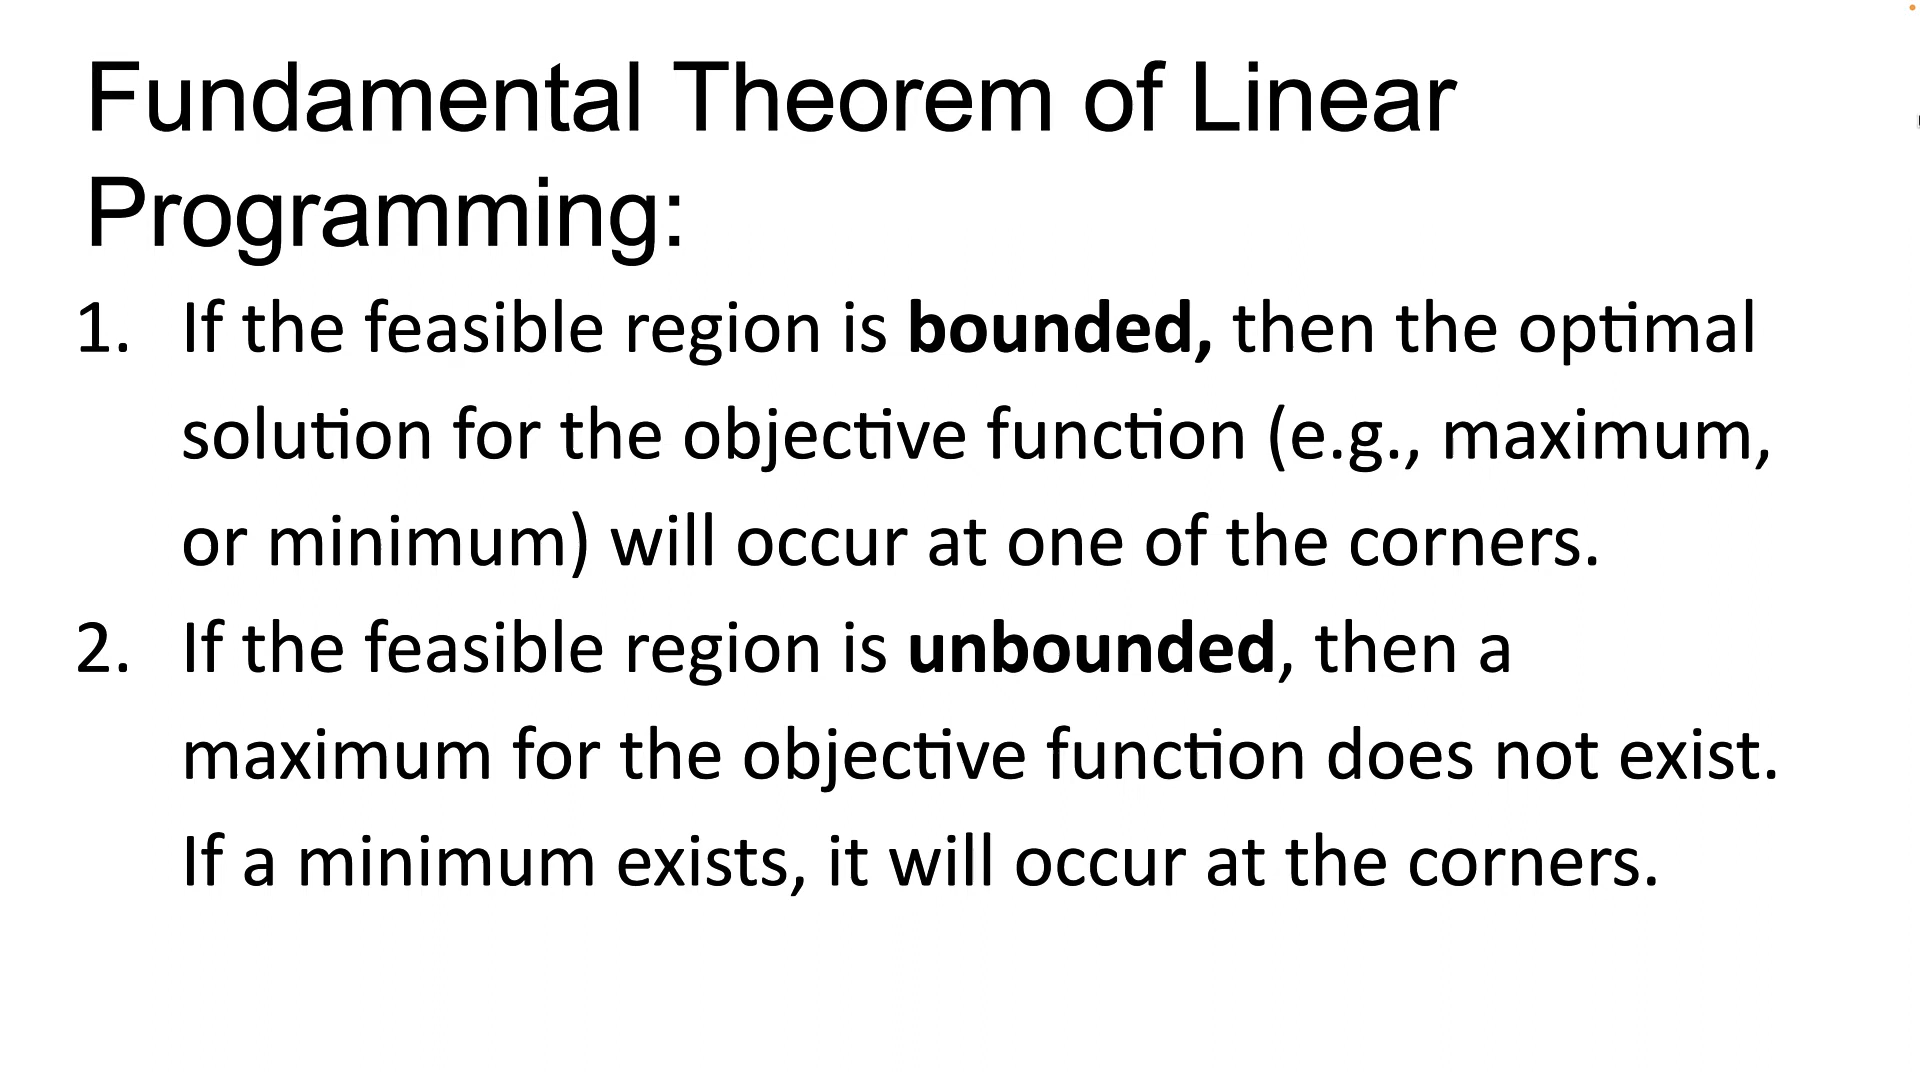 Fundamental Theorem of Linear
Programming:
1. If the feasible region is bounded, then the optimal
solution for the objective function (e.g., maximum,
or minimum) will occur at one of the corners.
2. If the feasible region is unbounded, then a
maximum for the objective function does not exist.
If a minimum exists, it will occur at the corners.